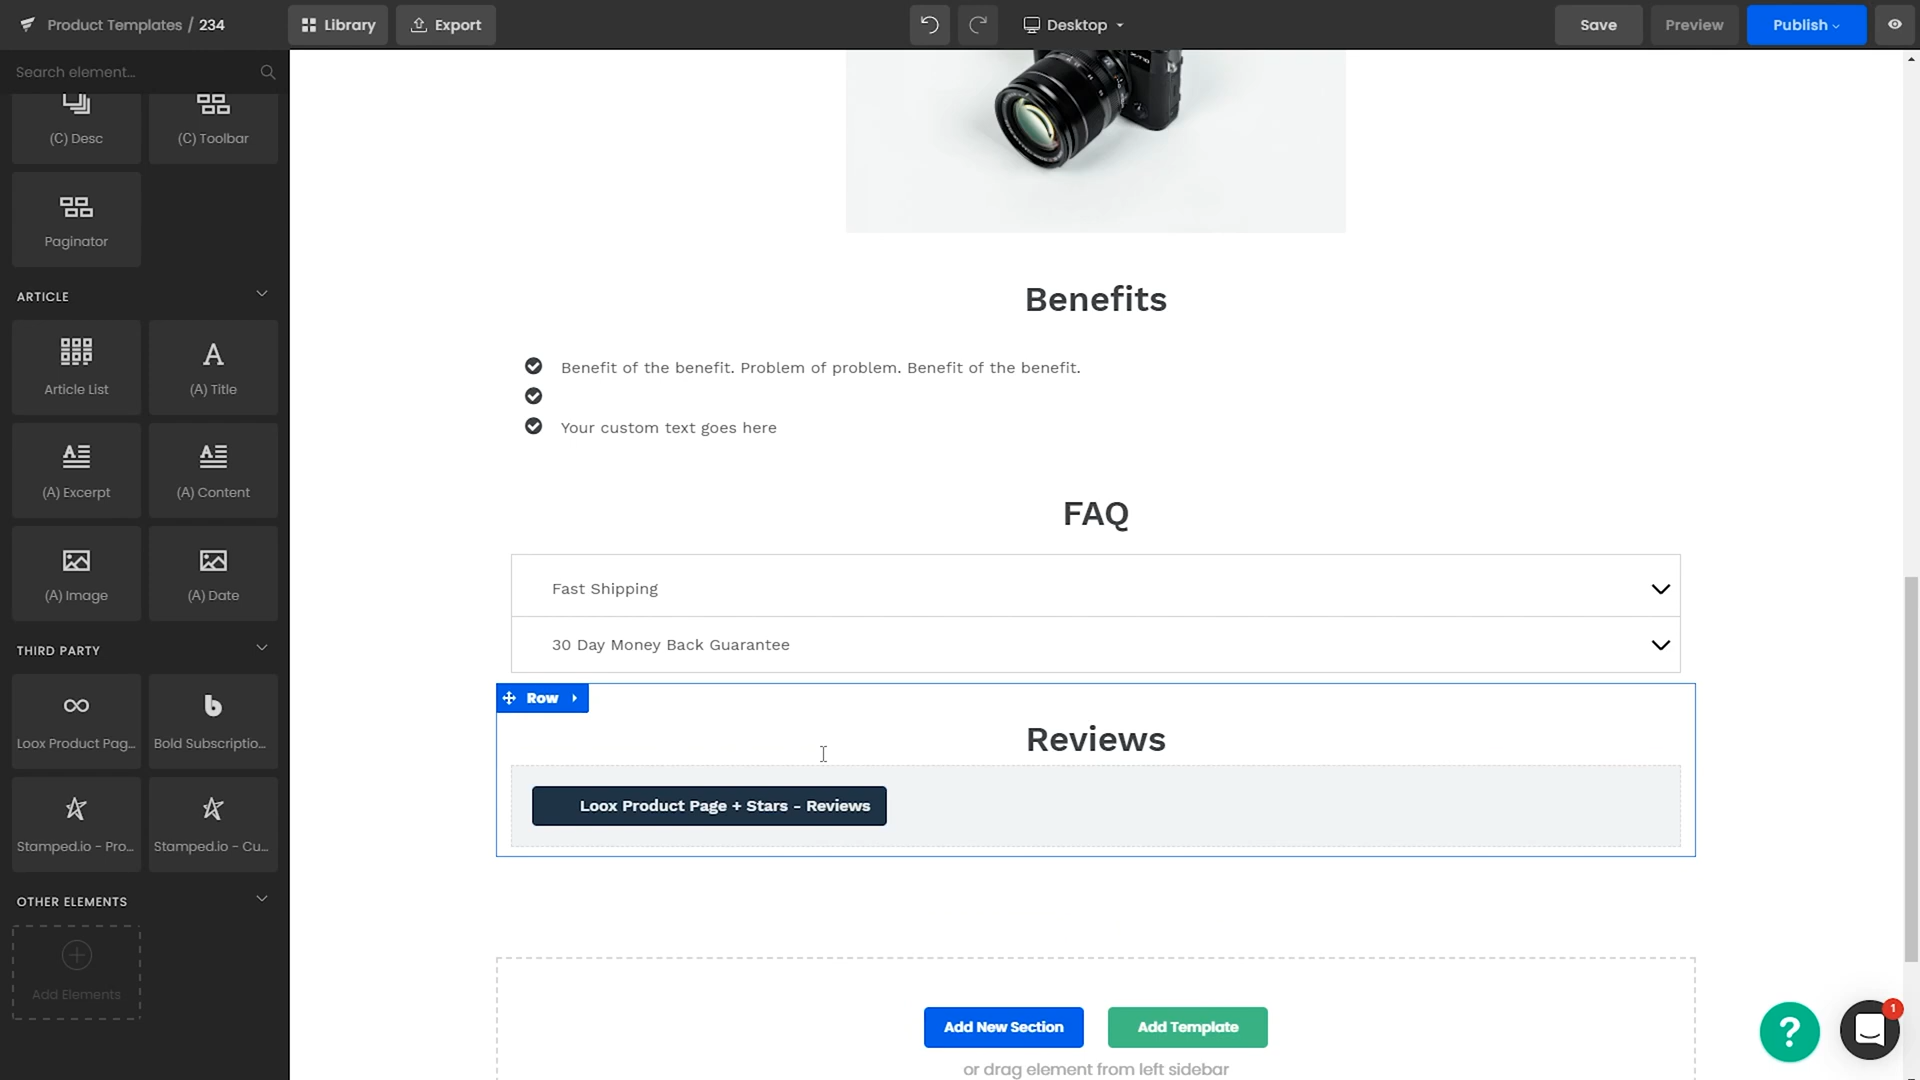 Product Templates / 234
Library
Export
Desktop
Save
Preview
Publish
Search element...
(C) Desc
(C) Toolbar
Paginator
ARTICLE
Article List
(A) Title
(A) Excerpt
(A) Content
(A) Image
(A) Date
THIRD PARTY
Loox Product Pag...
Bold Subscriptio...
Stamped.io - Pro...
Stamped.io - Cu...
OTHER ELEMENTS
Add Elements
Benefits
Benefit of the benefit. Problem of problem. Benefit of the benefit.
Your custom text goes here
FAQ
Fast Shipping
30 Day Money Back Guarantee
Row
Reviews
Loox Product Page + Stars - Reviews
Add New Section
Add Template
or drag element from left sidebar
?
1